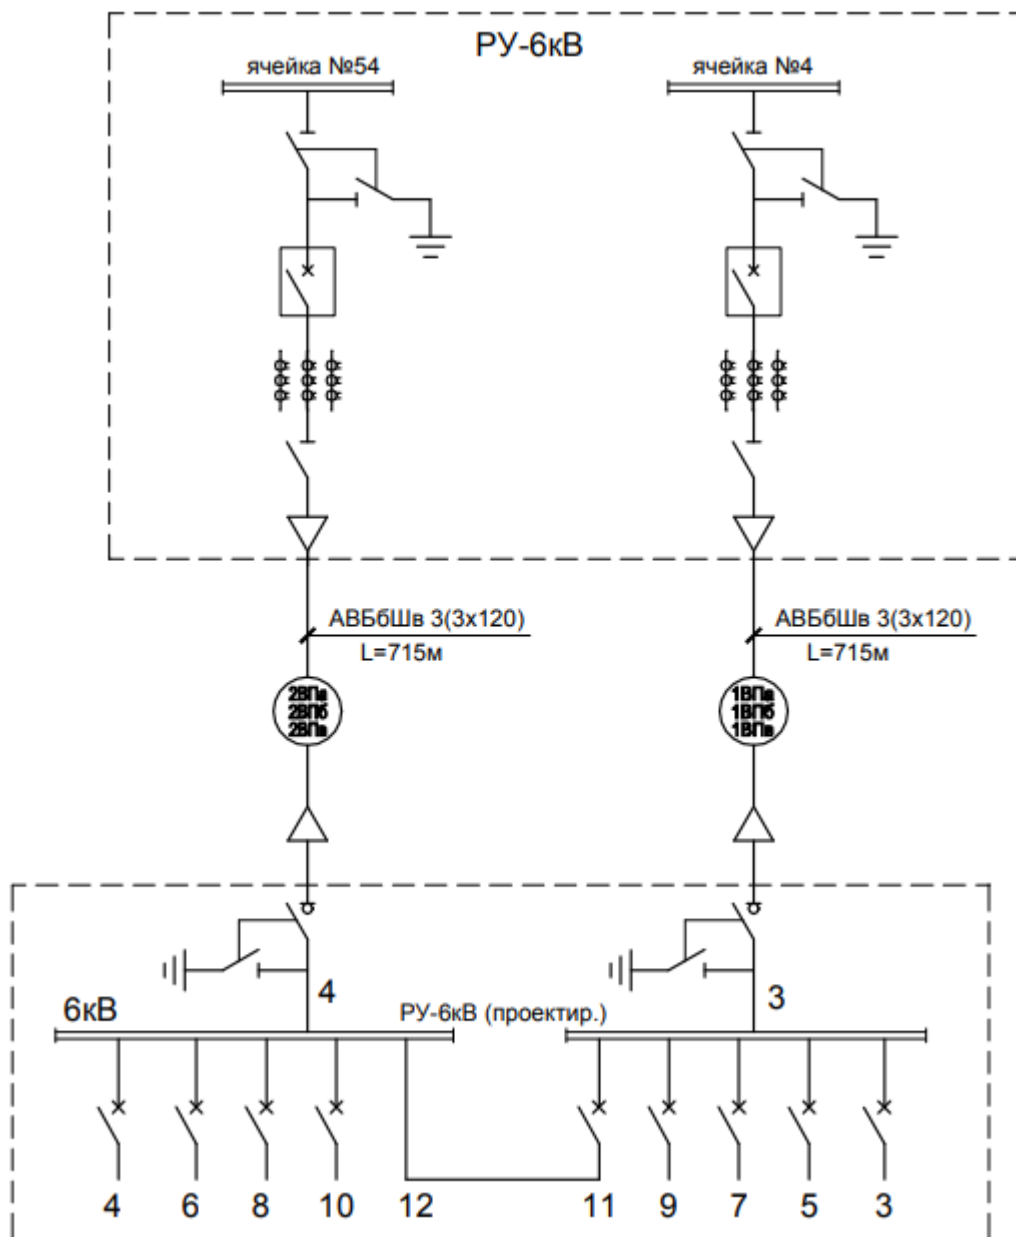 РУ-6кВ
ячейка №54
ячейка №4
АВБбШв 3(3х120)
L=715м
АВБбШв 3(3х120)
L=715м
2ВПа
2ВПб
2ВПв
1ВПа
1ВПб
1ВПв
4
3
6кВ
РУ-6кВ (проектир.)
4 6 8 10 12 11 9 7 5 3